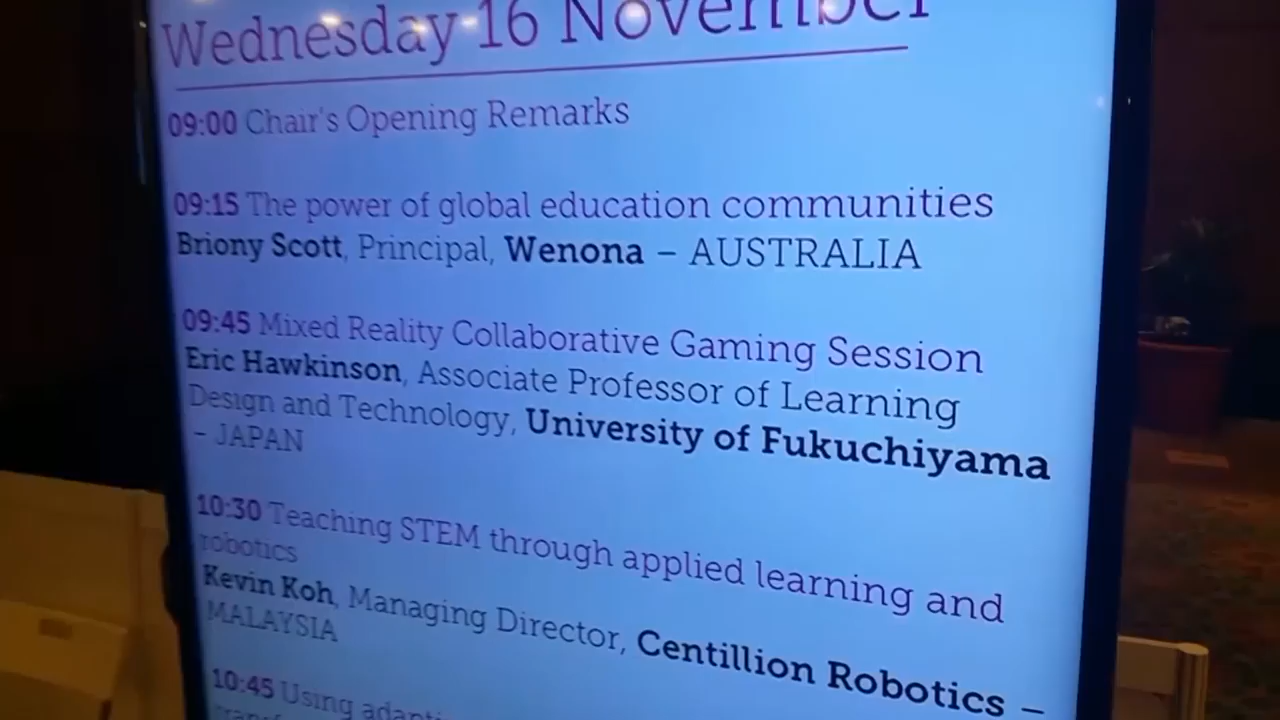 Wednesday 16 November
09:00 Chair's Opening Remarks
09:15 The power of global education communities
Briony Scott, Principal, Wenona – AUSTRALIA
09:45 Mixed Reality Collaborative Gaming Session
Eric Hawkinson, Associate Professor of Learning
Design and Technology, University of Fukuchiyama
– JAPAN
10:30 Teaching STEM through applied learning and
robotics
Kevin Koh, Managing Director, Centillion Robotics –
MALAYSIA
10:45 Using